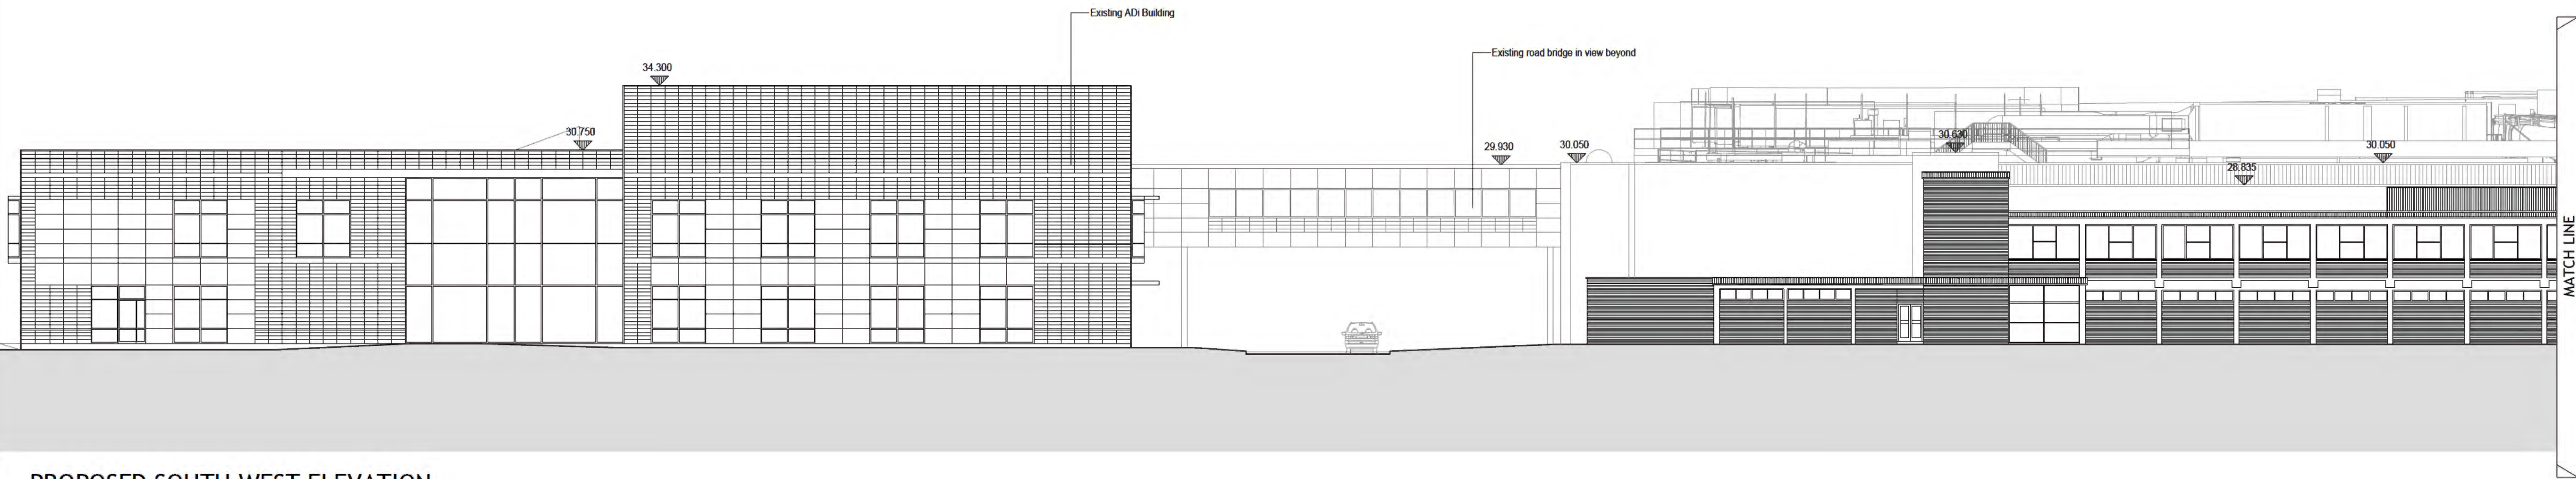 Existing ADi Building
Existing road bridge in view beyond
34.300
30.750
29.930
30.050
30.630
30.050
28.835
MATCH LINE
PROPOSED SOUTH WEST ELEVATION